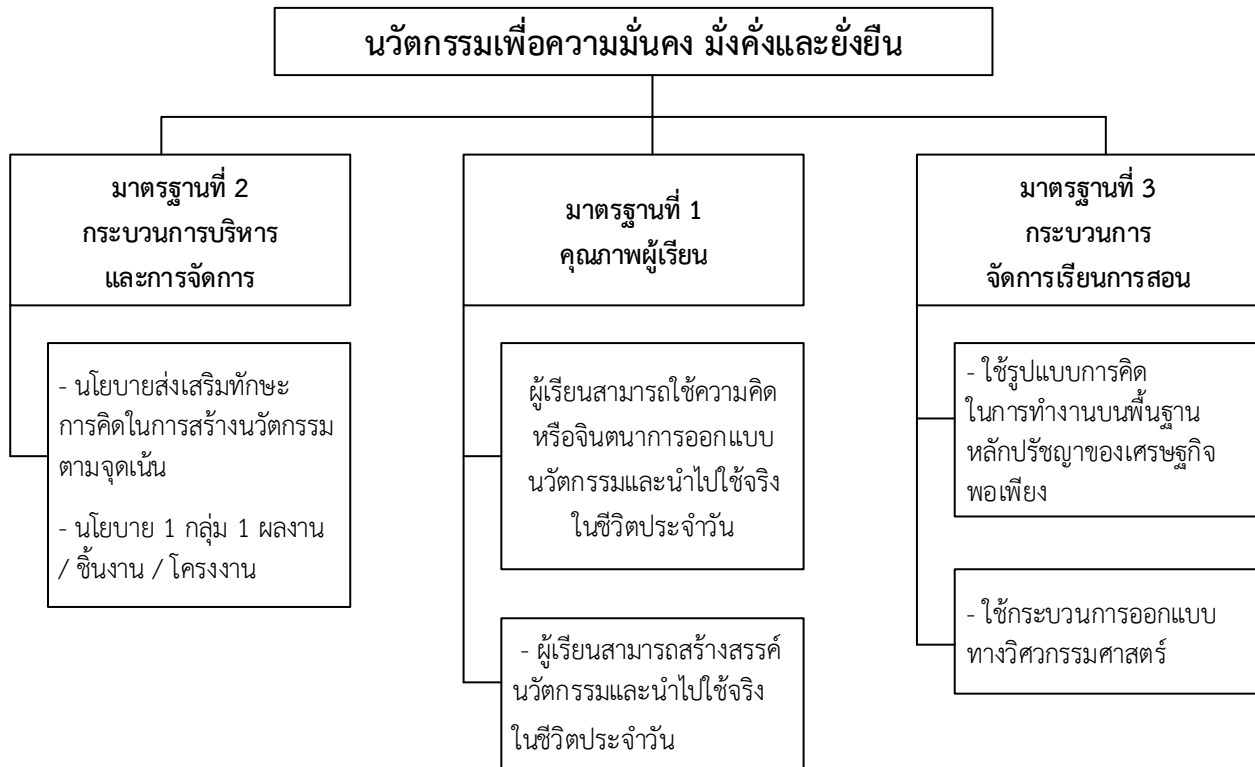 นวัตกรรมเพื่อความมั่นคง มั่งคั่งและยั่งยืน
มาตรฐานที่ 2
กระบวนการบริหาร
และการจัดการ
- นโยบายส่งเสริมทักษะ
การคิดในการสร้างนวัตกรรม
ตามจุดเน้น
- นโยบาย 1 กลุ่ม 1 ผลงาน
/ ชิ้นงาน / โครงงาน
มาตรฐานที่ 1
คุณภาพผู้เรียน
ผู้เรียนสามารถใช้ความคิด
หรือจินตนาการออกแบบ
นวัตกรรมและนำไปใช้จริง
ในชีวิตประจำวัน
- ผู้เรียนสามารถสร้างสรรค์
นวัตกรรมและนำไปใช้จริง
ในชีวิตประจำวัน
มาตรฐานที่ 3
กระบวนการ
จัดการเรียนการสอน
- ใช้รูปแบบการคิด
ในการทำงานบนพื้นฐาน
หลักปรัชญาของเศรษฐกิจ
พอเพียง
- ใช้กระบวนการออกแบบ
ทางวิศวกรรมศาสตร์